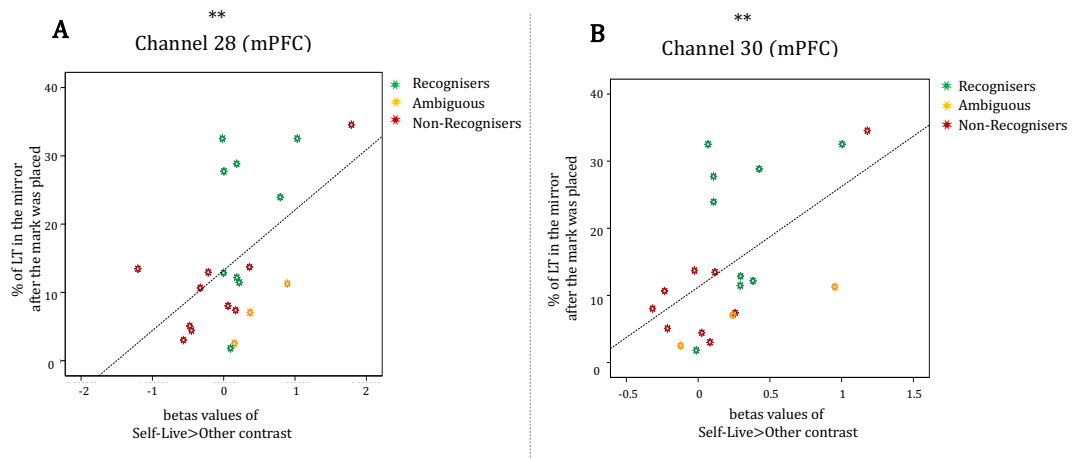 A
**
Channel 28 (mPFC)
% of LT in the mirror
after the mark was placed
40
30
20
10
0
-2
-1
0
1
2
betas values of
Self-Live>Other contrast
Recognisers
Ambiguous
Non-Recognisers
B
**
Channel 30 (mPFC)
% of LT in the mirror
after the mark was placed
40
30
20
10
0
-0.5
0
0.5
1
1.5
betas values of
Self-Live>Other contrast
Recognisers
Ambiguous
Non-Recognisers